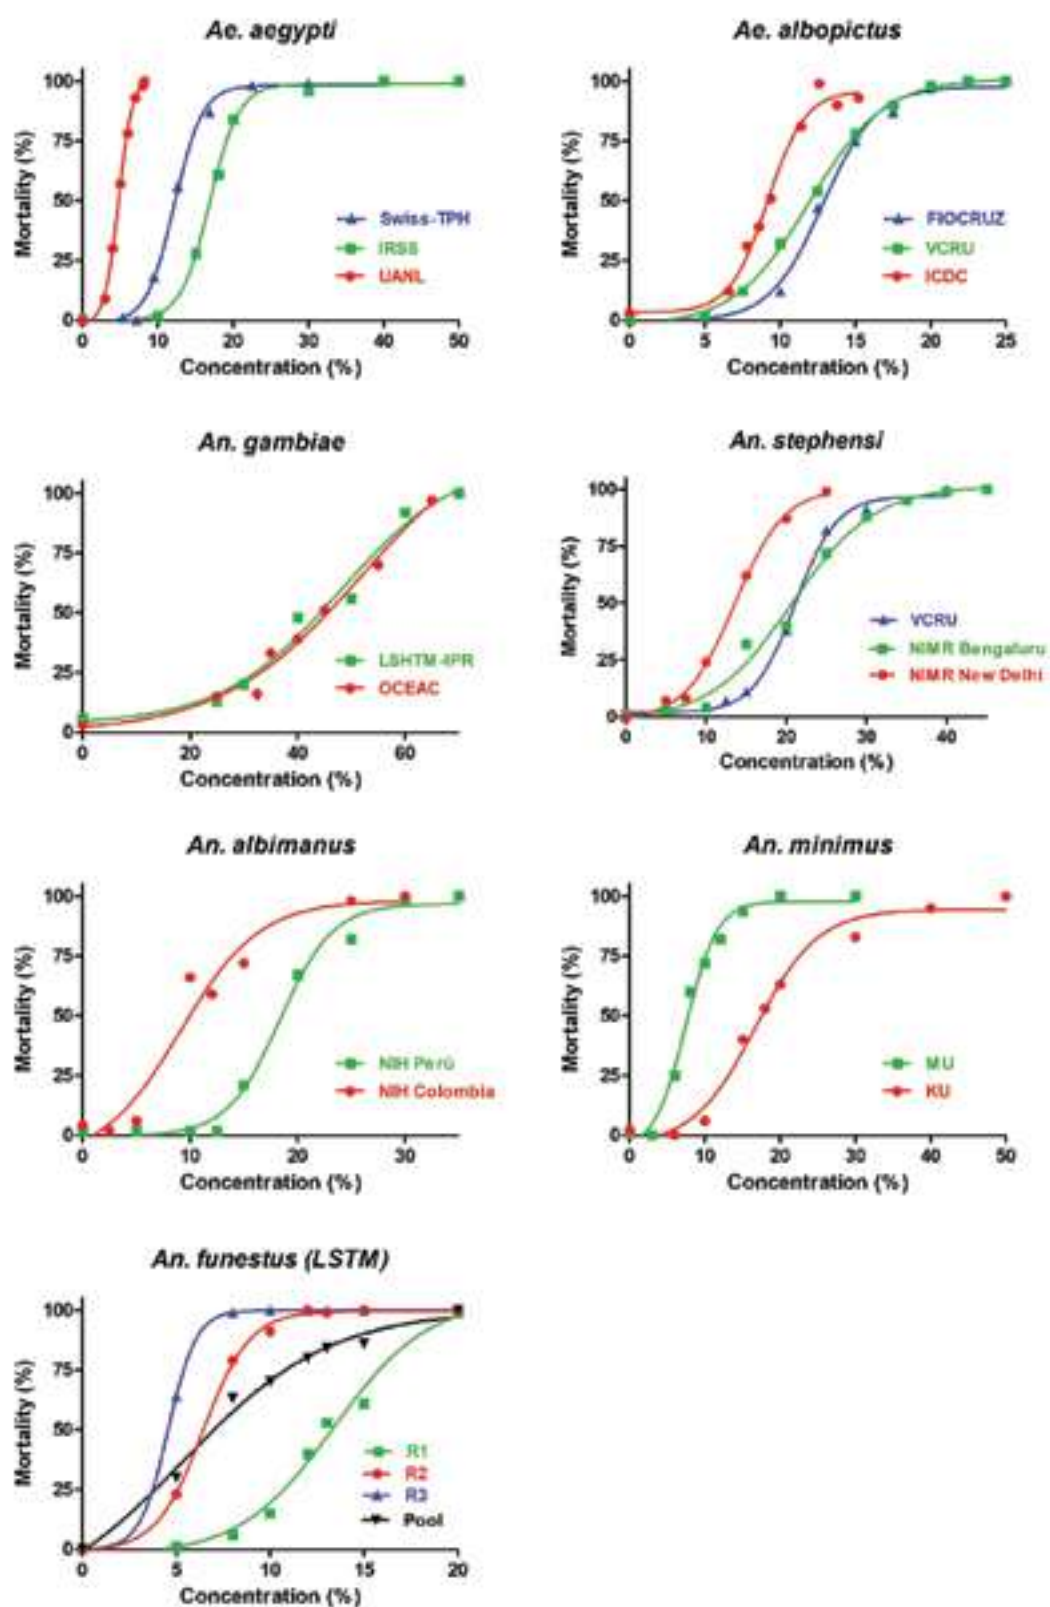 Ae. aegypti
Mortality (%)
100
75
50
25
0
0 10 20 30 40 50
Concentration (%)
Swiss-TPH
IRSS
UANL
Ae. albopictus
Mortality (%)
100
75
50
25
0
0 5 10 15 20 25
Concentration (%)
FIOCRUZ
VCRU
ICDC
An. gambiae
Mortality (%)
100
75
50
25
0
0 20 40 60
Concentration (%)
LSHTM-IPR
OCEAC
An. stephensi
Mortality (%)
100
75
50
25
0
0 10 20 30 40
Concentration (%)
VCRU
NIMR Bengaluru
NIMR New Delhi
An. albimanus
Mortality (%)
100
75
50
25
0
0 10 20 30
Concentration (%)
NIH Perú
NIH Colombia
An. minimus
Mortality (%)
100
75
50
25
0
0 10 20 30 40 50
Concentration (%)
MU
KU
An. funestus (LSTM)
Mortality (%)
100
75
50
25
0
0 5 10 15 20
Concentration (%)
R1
R2
R3
Pool